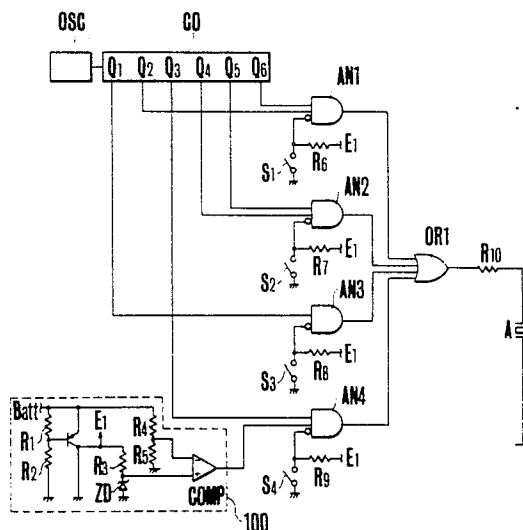 OSC CO
Q1 Q2 Q3 Q4 Q5 Q6
AN1
S1 R6 E1
AN2
S2 R7 E1
OR1
R10
AN3
A
S3 R8 E1
AN4
Batt
E1
R4
R1
R3
R5
R2
ZD
COMP
S4 R9 E1
100